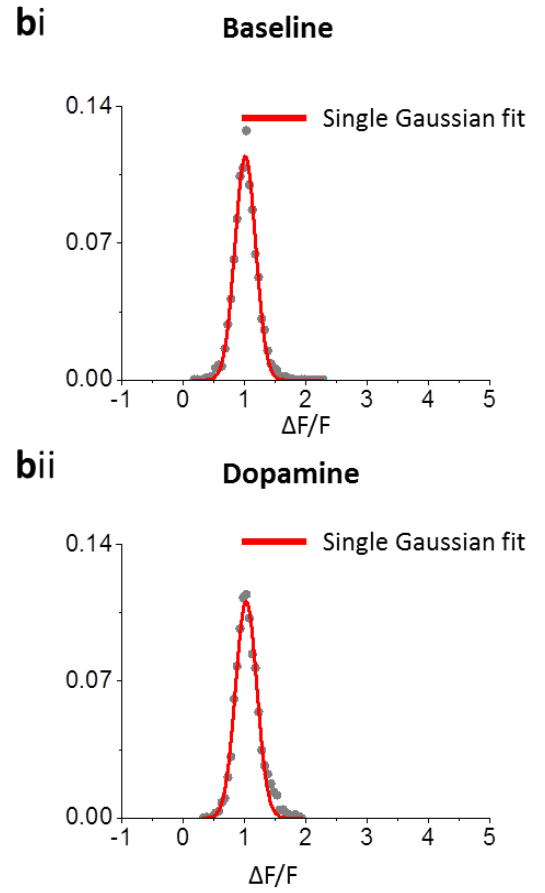 bi
Baseline
0.14
Single Gaussian fit
0.07
0.00
-1 0 1 2 3 4 5
ΔF/F
bii
Dopamine
0.14
Single Gaussian fit
0.07
0.00
-1 0 1 2 3 4 5
ΔF/F